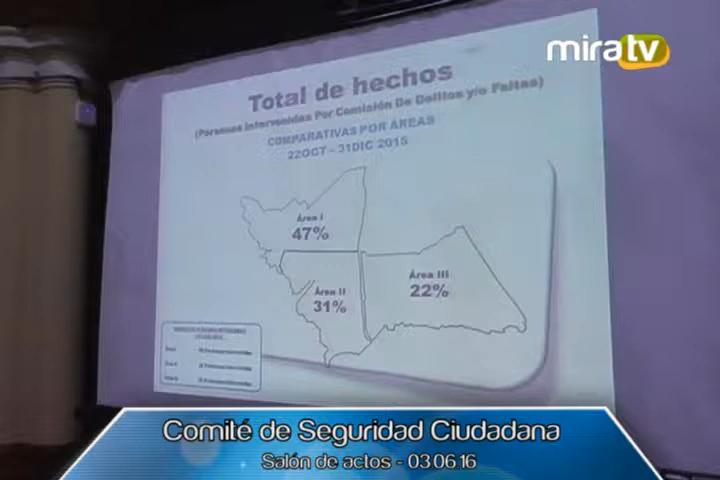 miratv
Total de hechos
(Personas Intervenidas Por Comisión De Delitos y/o Faltas)
COMPARATIVAS POR ÁREAS
22OCT - 31DIC 2015
Área I
47%
Área II
31%
Área III
22%
Comité de Seguridad Ciudadana
Salón de actos - 03.06.16